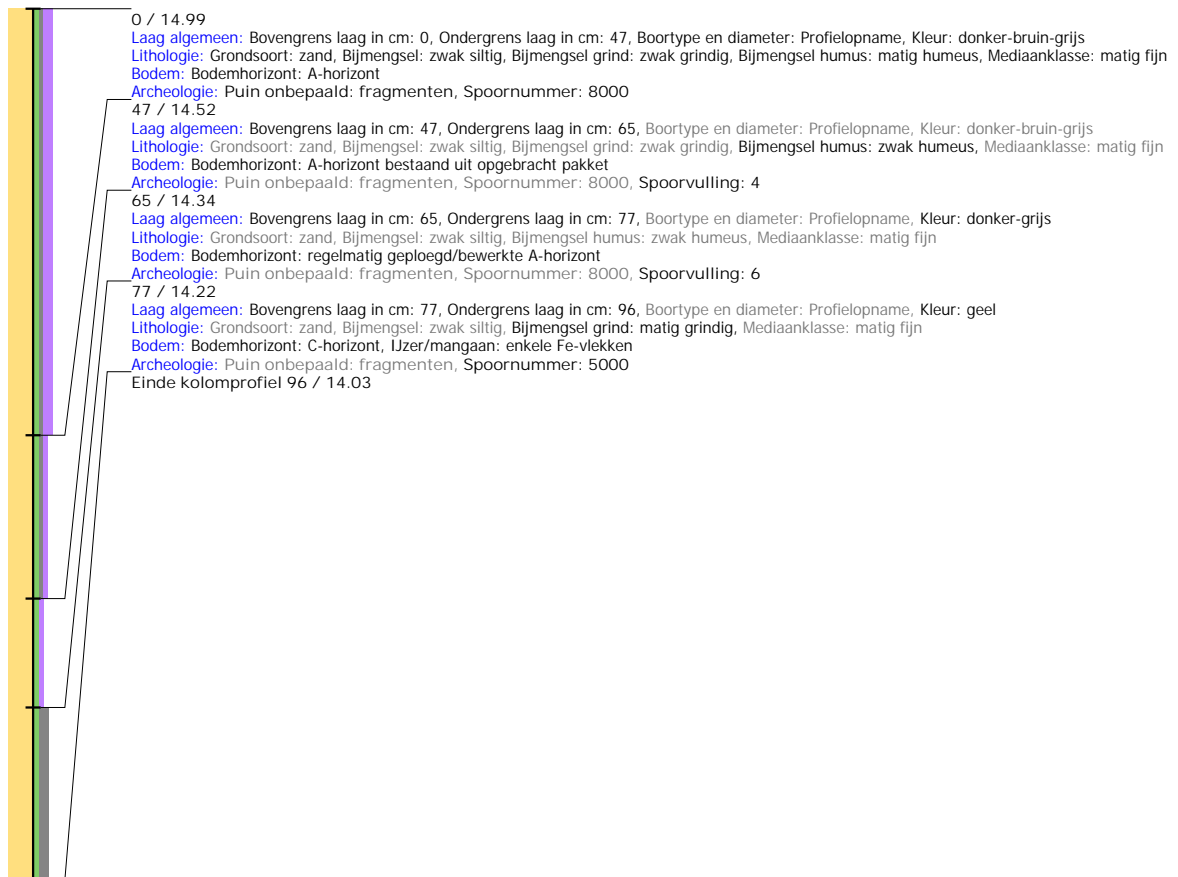 0 / 14.99
Laag algemeen: Bovengrens laag in cm: 0, Ondergrens laag in cm: 47, Boortype en diameter: Profielopname, Kleur: donker-bruin-grijs
Lithologie: Grondsoort: zand, Bijmengsel: zwak siltig, Bijmengsel grind: zwak grindig, Bijmengsel humus: matig humeus, Mediaanklasse: matig fijn
Bodem: Bodemhorizont: A-horizont
Archeologie: Puin onbepaald: fragmenten, Spoornummer: 8000
47 / 14.52
Laag algemeen: Bovengrens laag in cm: 47, Ondergrens laag in cm: 65, Boortype en diameter: Profielopname, Kleur: donker-bruin-grijs
Lithologie: Grondsoort: zand, Bijmengsel: zwak siltig, Bijmengsel grind: zwak grindig, Bijmengsel humus: zwak humeus, Mediaanklasse: matig fijn
Bodem: Bodemhorizont: A-horizont bestaand uit opgebracht pakket
Archeologie: Puin onbepaald: fragmenten, Spoornummer: 8000, Spoorvulling: 4
65 / 14.34
Laag algemeen: Bovengrens laag in cm: 65, Ondergrens laag in cm: 77, Boortype en diameter: Profielopname, Kleur: donker-grijs
Lithologie: Grondsoort: zand, Bijmengsel: zwak siltig, Bijmengsel humus: zwak humeus, Mediaanklasse: matig fijn
Bodem: Bodemhorizont: regelmatig geploegd/bewerkte A-horizont
Archeologie: Puin onbepaald: fragmenten, Spoornummer: 8000, Spoorvulling: 6
77 / 14.22
Laag algemeen: Bovengrens laag in cm: 77, Ondergrens laag in cm: 96, Boortype en diameter: Profielopname, Kleur: geel
Lithologie: Grondsoort: zand, Bijmengsel: zwak siltig, Bijmengsel grind: matig grindig, Mediaanklasse: matig fijn
Bodem: Bodemhorizont: C-horizont, IJzer/mangaan: enkele Fe-vlekken
Archeologie: Puin onbepaald: fragmenten, Spoornummer: 5000
Einde kolomprofiel 96 / 14.03